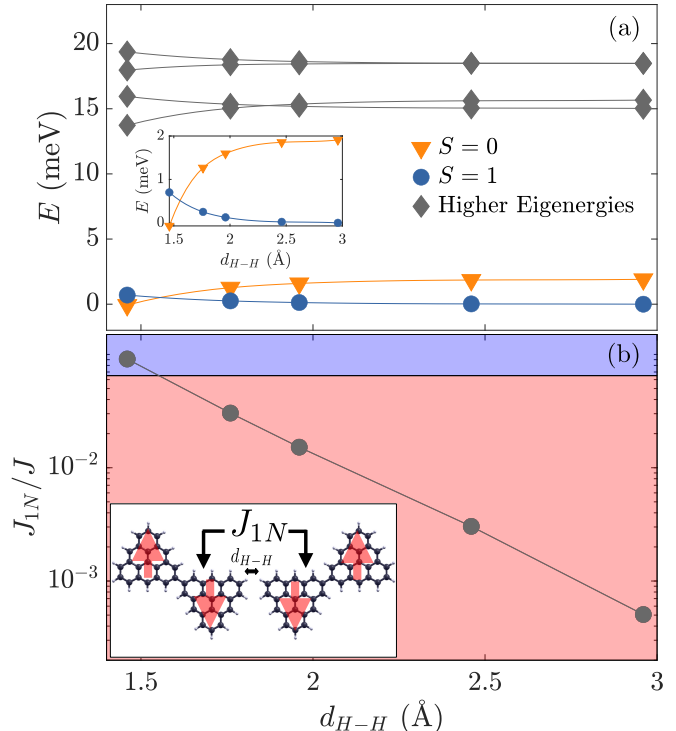 (a)
20
15
10
5
0
E (meV)
S = 0
S = 1
Higher Eigenergies
2
1
0
E (meV)
1.5
2
2.5
3
d_{H-H} (Å)
(b)
10^{-2}
10^{-3}
J_{1N}/J
J_{1N}
d_{H-H}
1.5
2
2.5
3
d_{H-H} (Å)